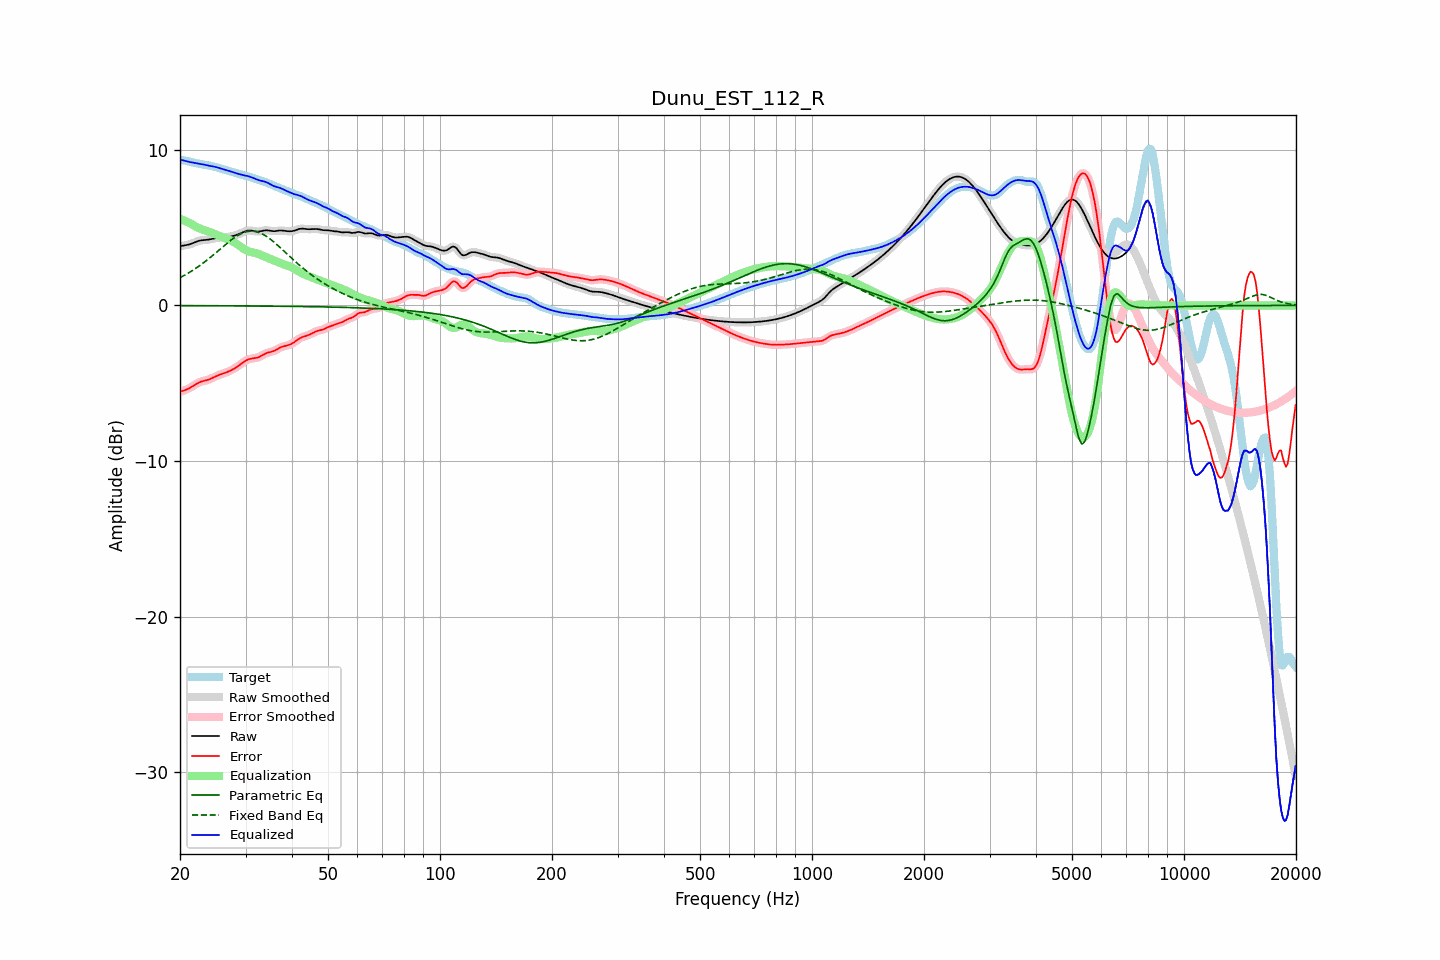 Dunu_EST_112_R
Amplitude (dBr)
10
0
−10
−20
−30
Target
Raw Smoothed
Error Smoothed
Raw
Error
Equalization
Parametric Eq
Fixed Band Eq
Equalized
20 50 100 200 500 1000 2000 5000 10000 20000
Frequency (Hz)